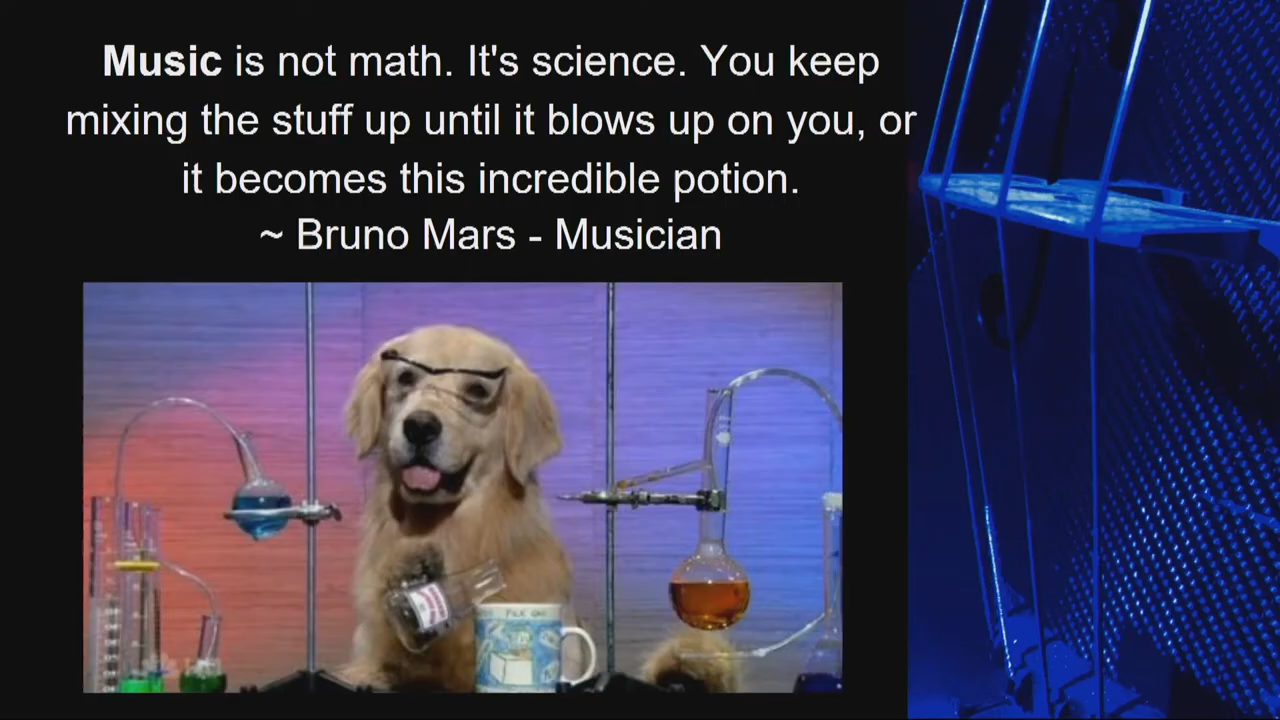 Music is not math. It's science. You keep
mixing the stuff up until it blows up on you, or
it becomes this incredible potion.
~ Bruno Mars - Musician